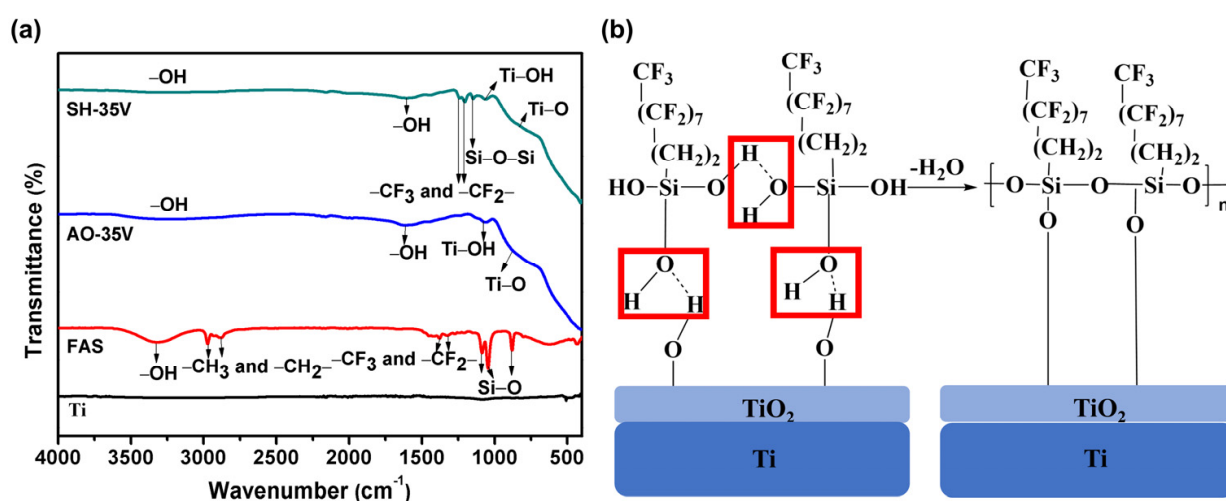 (a)
Transmittance (%)
–OH
SH-35V
–OH
Ti–OH
Ti–O
Si–O–Si
–CF₃ and –CF₂–
–OH
AO-35V
–OH
Ti–OH
Ti–O
FAS
–OH
–CH₃ and –CH₂–
–CF₃ and –CF₂–
Si–O
Ti
4000 3500 3000 2500 2000 1500 1000 500
Wavenumber (cm⁻¹)
(b)
CF₃ CF₃
(CF₂)₇ (CF₂)₇
(CH₂)₂ H (CH₂)₂
HO Si O O Si OH -H₂O
H
O O
H H H H
O O
TiO₂
Ti
CF₃ CF₃
(CF₂)₇ (CF₂)₇
(CH₂)₂ (CH₂)₂
O Si O Si O n
O O
TiO₂
Ti